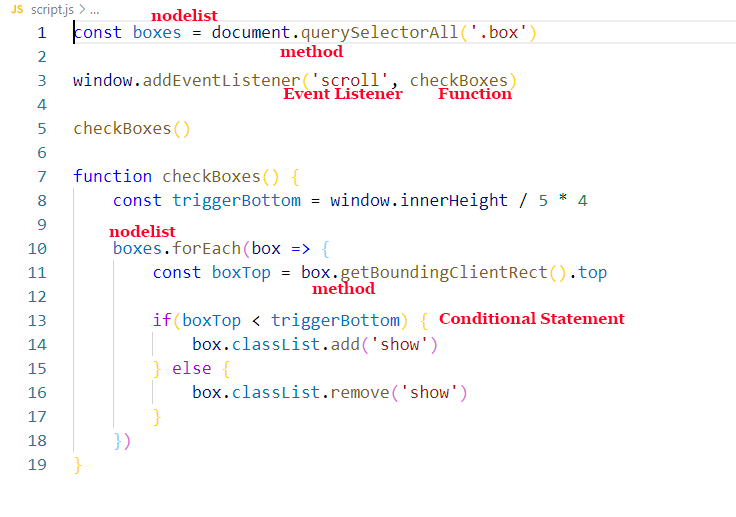 JS script.js > ...
nodelist
1 const boxes = document.querySelectorAll('.box')
method
2
3 window.addEventListener('scroll', checkBoxes)
Event Listener Function
4
5 checkBoxes()
6
7 function checkBoxes() {
8 const triggerBottom = window.innerHeight / 5 * 4
9
nodelist
10 boxes.forEach(box => {
11 const boxTop = box.getBoundingClientRect().top
method
12
13 if(boxTop < triggerBottom) { Conditional Statement
14 box.classList.add('show')
15 } else {
16 box.classList.remove('show')
17 }
18 })
19 }